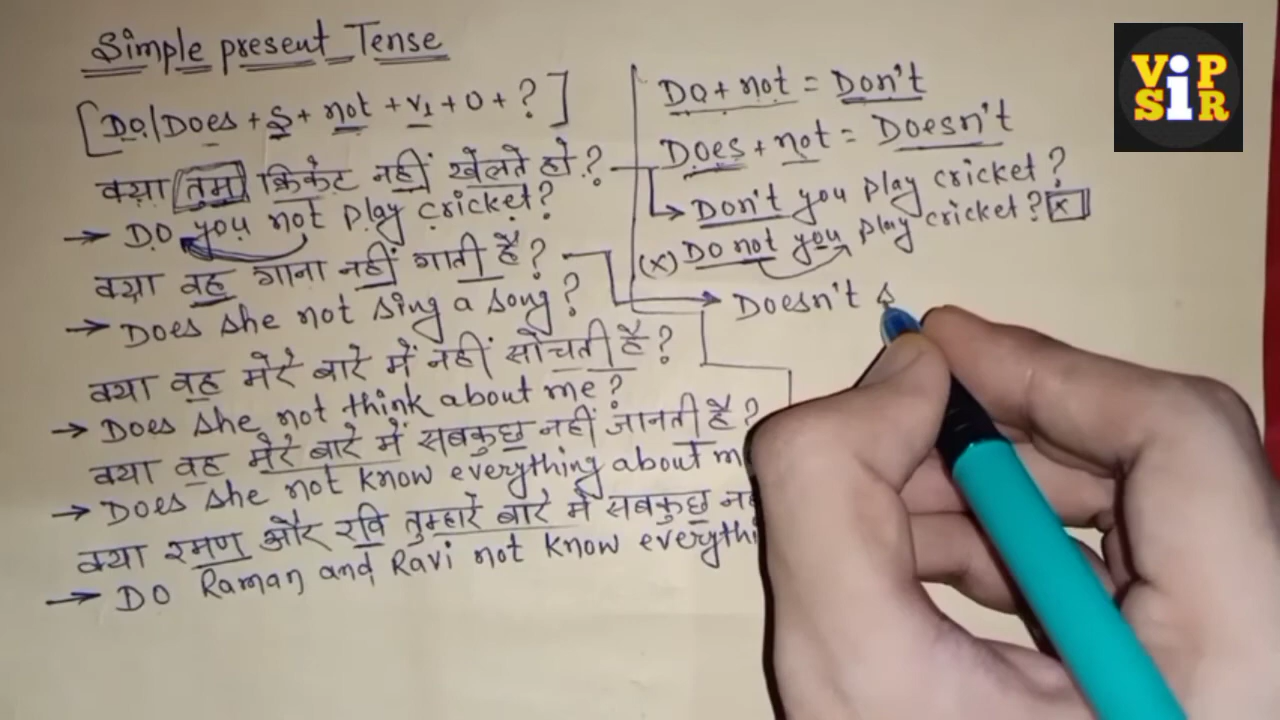 Simple present Tense
[Do/Does + S + not + V1 + O + ?]
क्या तुम क्रिकेट नहीं खेलते हो?
→ Do you not play cricket?
क्या वह गाना नहीं गाती है?
→ Does she not sing a song?
क्या वह मेरे बारे में नहीं सोचती है?
→ Does she not think about me?
क्या वह मेरे बारे में सबकुछ नहीं जानती है?
→ Does she not know everything about
क्या रमण और रवि तुम्हारे बारे में सबकुछ
→ Do Raman and Ravi not know
Do + not = Don't
Does + not = Doesn't
→ Don't you play cricket?
(x) Do not you play cricket? [x]
→ Doesn't s
VIP
SIR